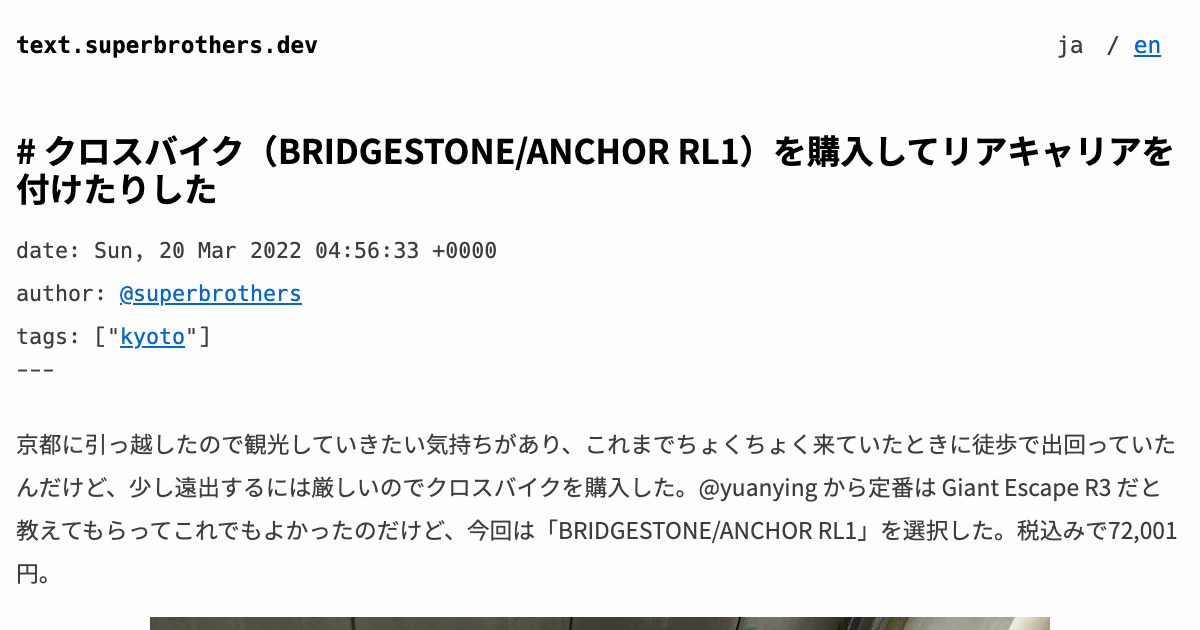 text.superbrothers.dev
ja / en
# クロスバイク（BRIDGESTONE/ANCHOR RL1）を購入してリアキャリアを
付けたりした
date: Sun, 20 Mar 2022 04:56:33 +0000
author: @superbrothers
tags: ["kyoto"]
---
京都に引っ越したので観光していきたい気持ちがあり、これまでちょくちょく来ていたときに徒歩で出回っていた
んだけど、少し遠出するには厳しいのでクロスバイクを購入した。@yuanying から定番は Giant Escape R3 だと
教えてもらってこれでもよかったのだけど、今回は「BRIDGESTONE/ANCHOR RL1」を選択した。税込みで72,001
円。